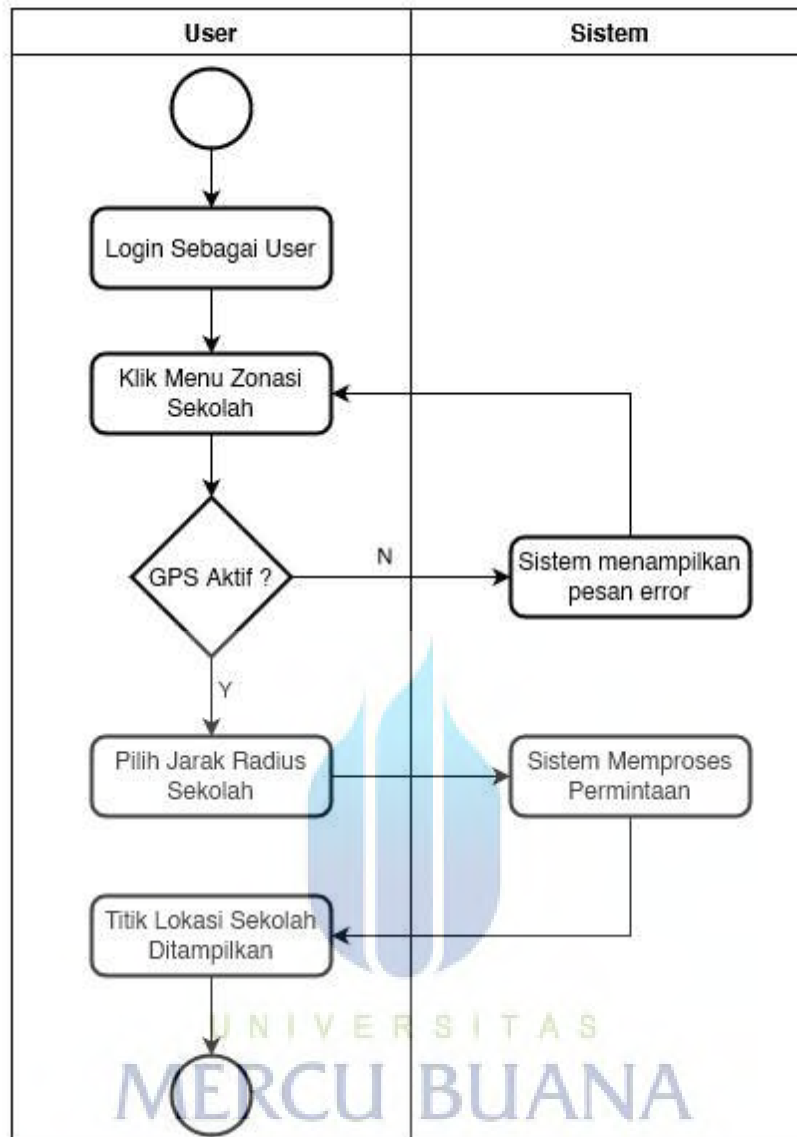 User
Sistem
Login Sebagai User
Klik Menu Zonasi
Sekolah
GPS Aktif ?
N
Sistem menampilkan
pesan error
Y
Pilih Jarak Radius
Sekolah
Sistem Memproses
Permintaan
Titik Lokasi Sekolah
Ditampilkan
UNIVERSITAS
MERCU BUANA